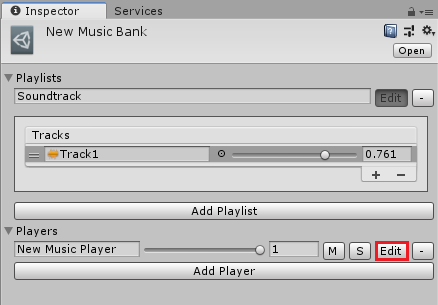 Inspector Services
New Music Bank
Open
Playlists
Soundtrack Edit -
Tracks
Track1 0.761
+ −
Add Playlist
Players
New Music Player 1 M S Edit -
Add Player